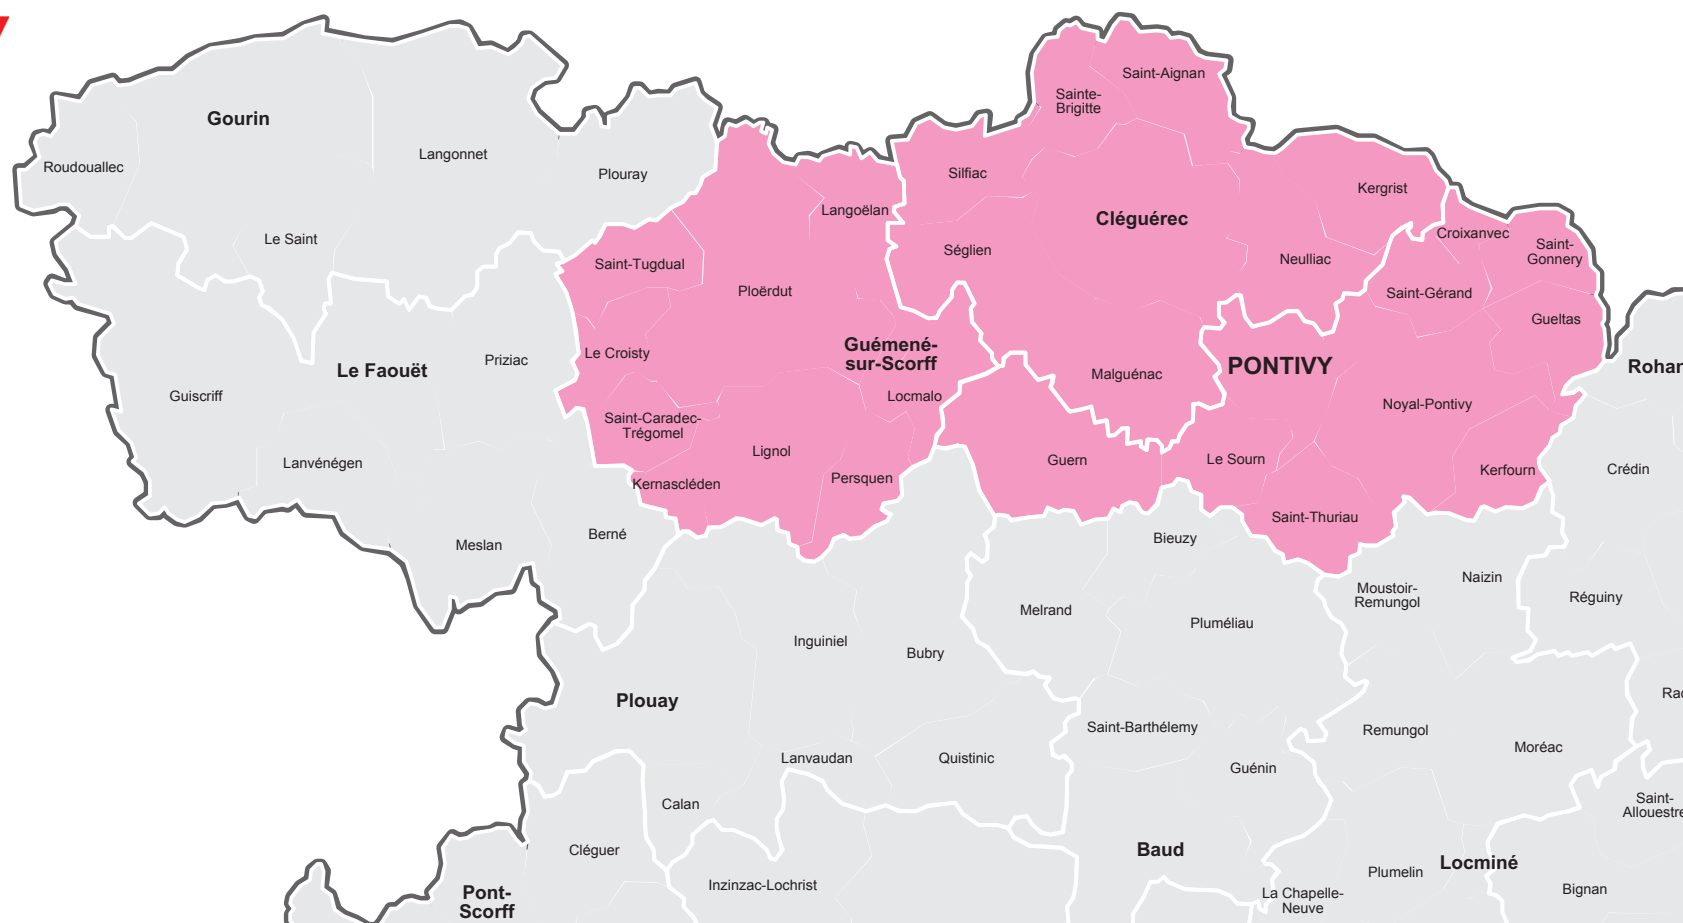 Saint-Aignan
Sainte-
Brigitte
Gourin
Langonnet
Roudouallec
Plouray
Silfiac
Kergrist
Langoëlan
Cléguérec
Le Saint
Croixanvec
Saint-
Gonnery
Séglien
Neulliac
Saint-Tugdual
Ploërdut
Saint-Gérand
Gueltas
Guémené-
sur-Scorff
Le Croisty
Priziac
Le Faouët
PONTIVY
Rohan
Malguénac
Guiscriff
Locmalo
Noyal-Pontivy
Saint-Caradec-
Trégomel
Lignol
Lanvénégen
Guern
Le Sourn
Kerfourn
Crédin
Persquen
Kernascléden
Saint-Thuriau
Berné
Meslan
Bieuzy
Naizin
Moustoir-
Remungol
Réguiny
Melrand
Pluméliau
Inguiniel
Bubry
Plouay
Saint-Barthélemy
Remungol
Moréac
Lanvaudan
Quistinic
Guénin
Calan
Saint-
Allouestre
Cléguer
Baud
Locminé
Plumelin
Inzinzac-Lochrist
Bignan
Pont-
Scorff
La Chapelle-
Neuve